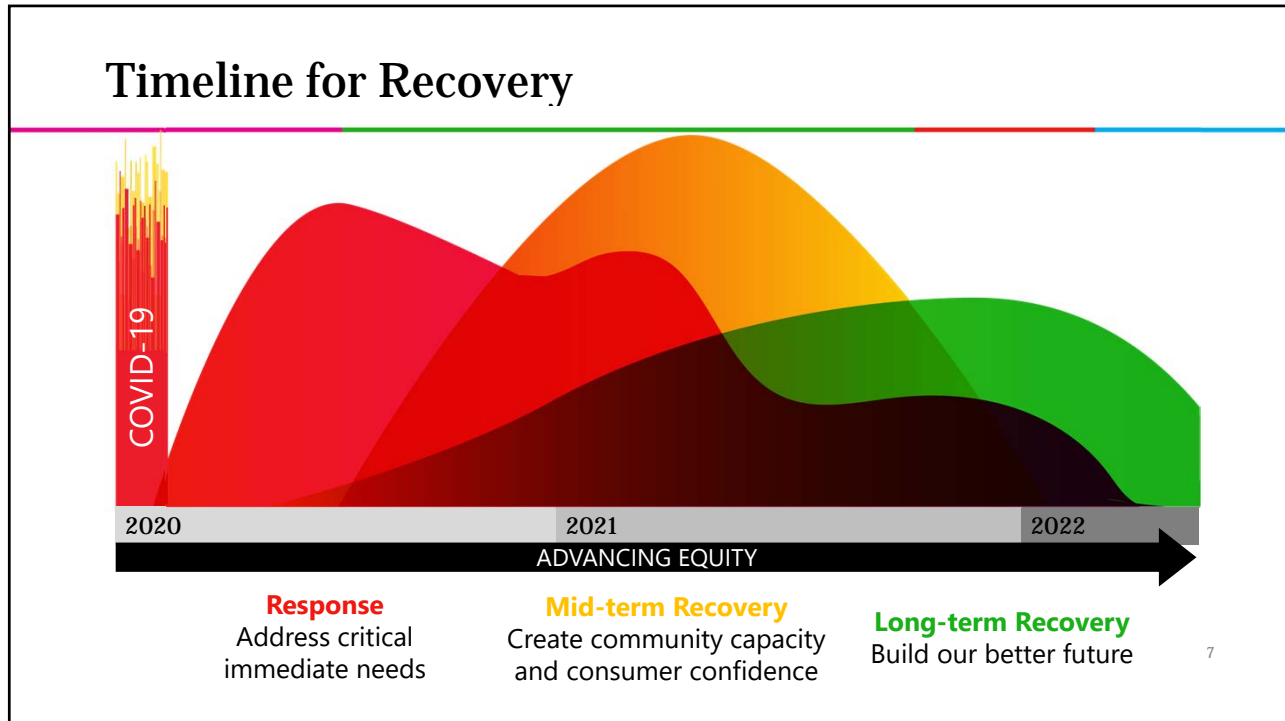 Timeline for Recovery
COVID-19
2020
2021
2022
ADVANCING EQUITY
Response
Address critical
immediate needs
Mid-term Recovery
Create community capacity
and consumer confidence
Long-term Recovery
Build our better future
7